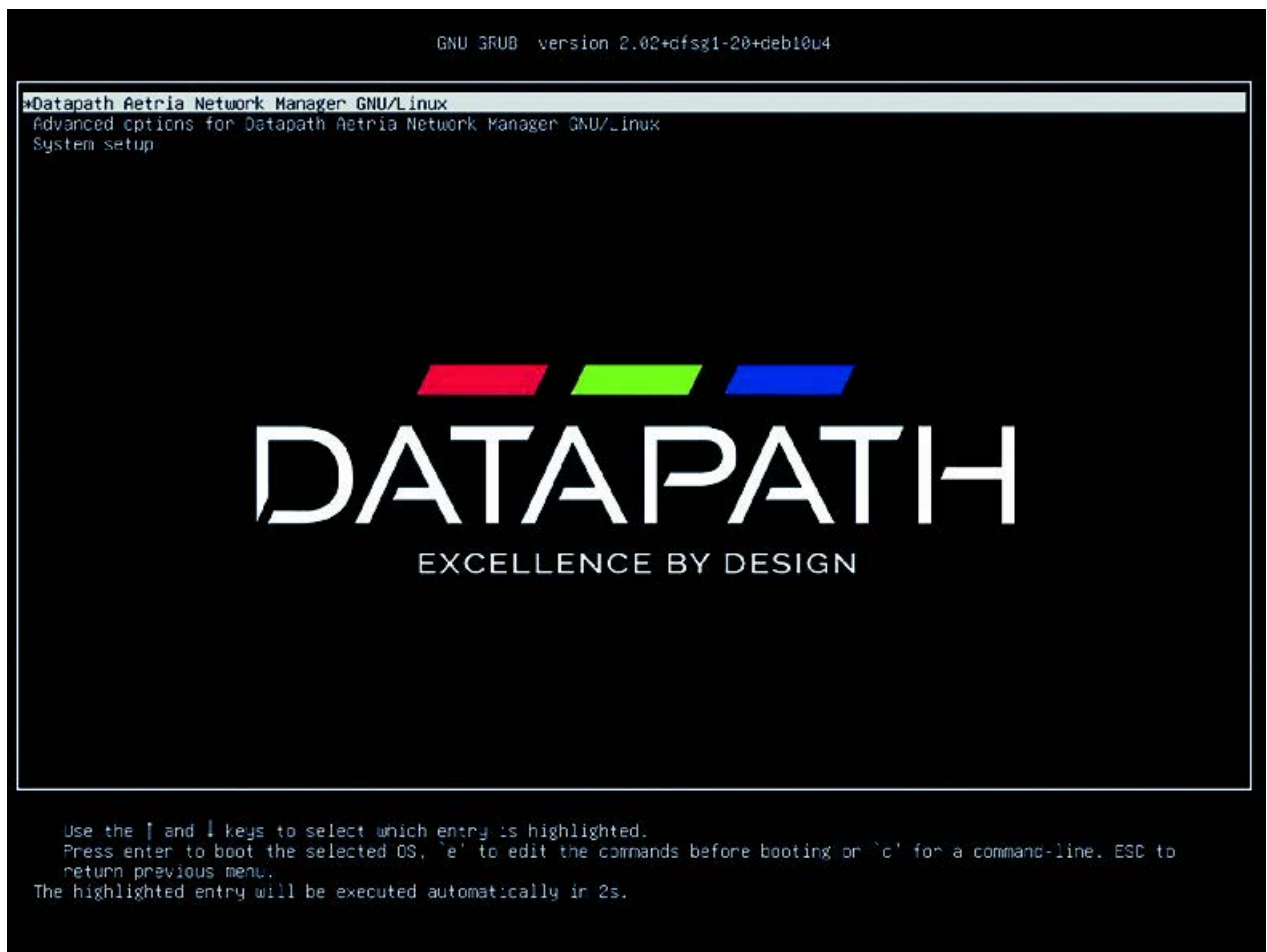 GNU GRUB version 2.02+dfsg1-20+deb10u4
*Datapath Aetria Network Manager GNU/Linux
Advanced options for Datapath Aetria Network Manager GNU/Linux
System setup
DATAPATH
EXCELLENCE BY DESIGN
Use the ↑ and ↓ keys to select which entry is highlighted.
Press enter to boot the selected OS, `e' to edit the commands before booting or `c' for a command-line. ESC to
return previous menu.
The highlighted entry will be executed automatically in 2s.